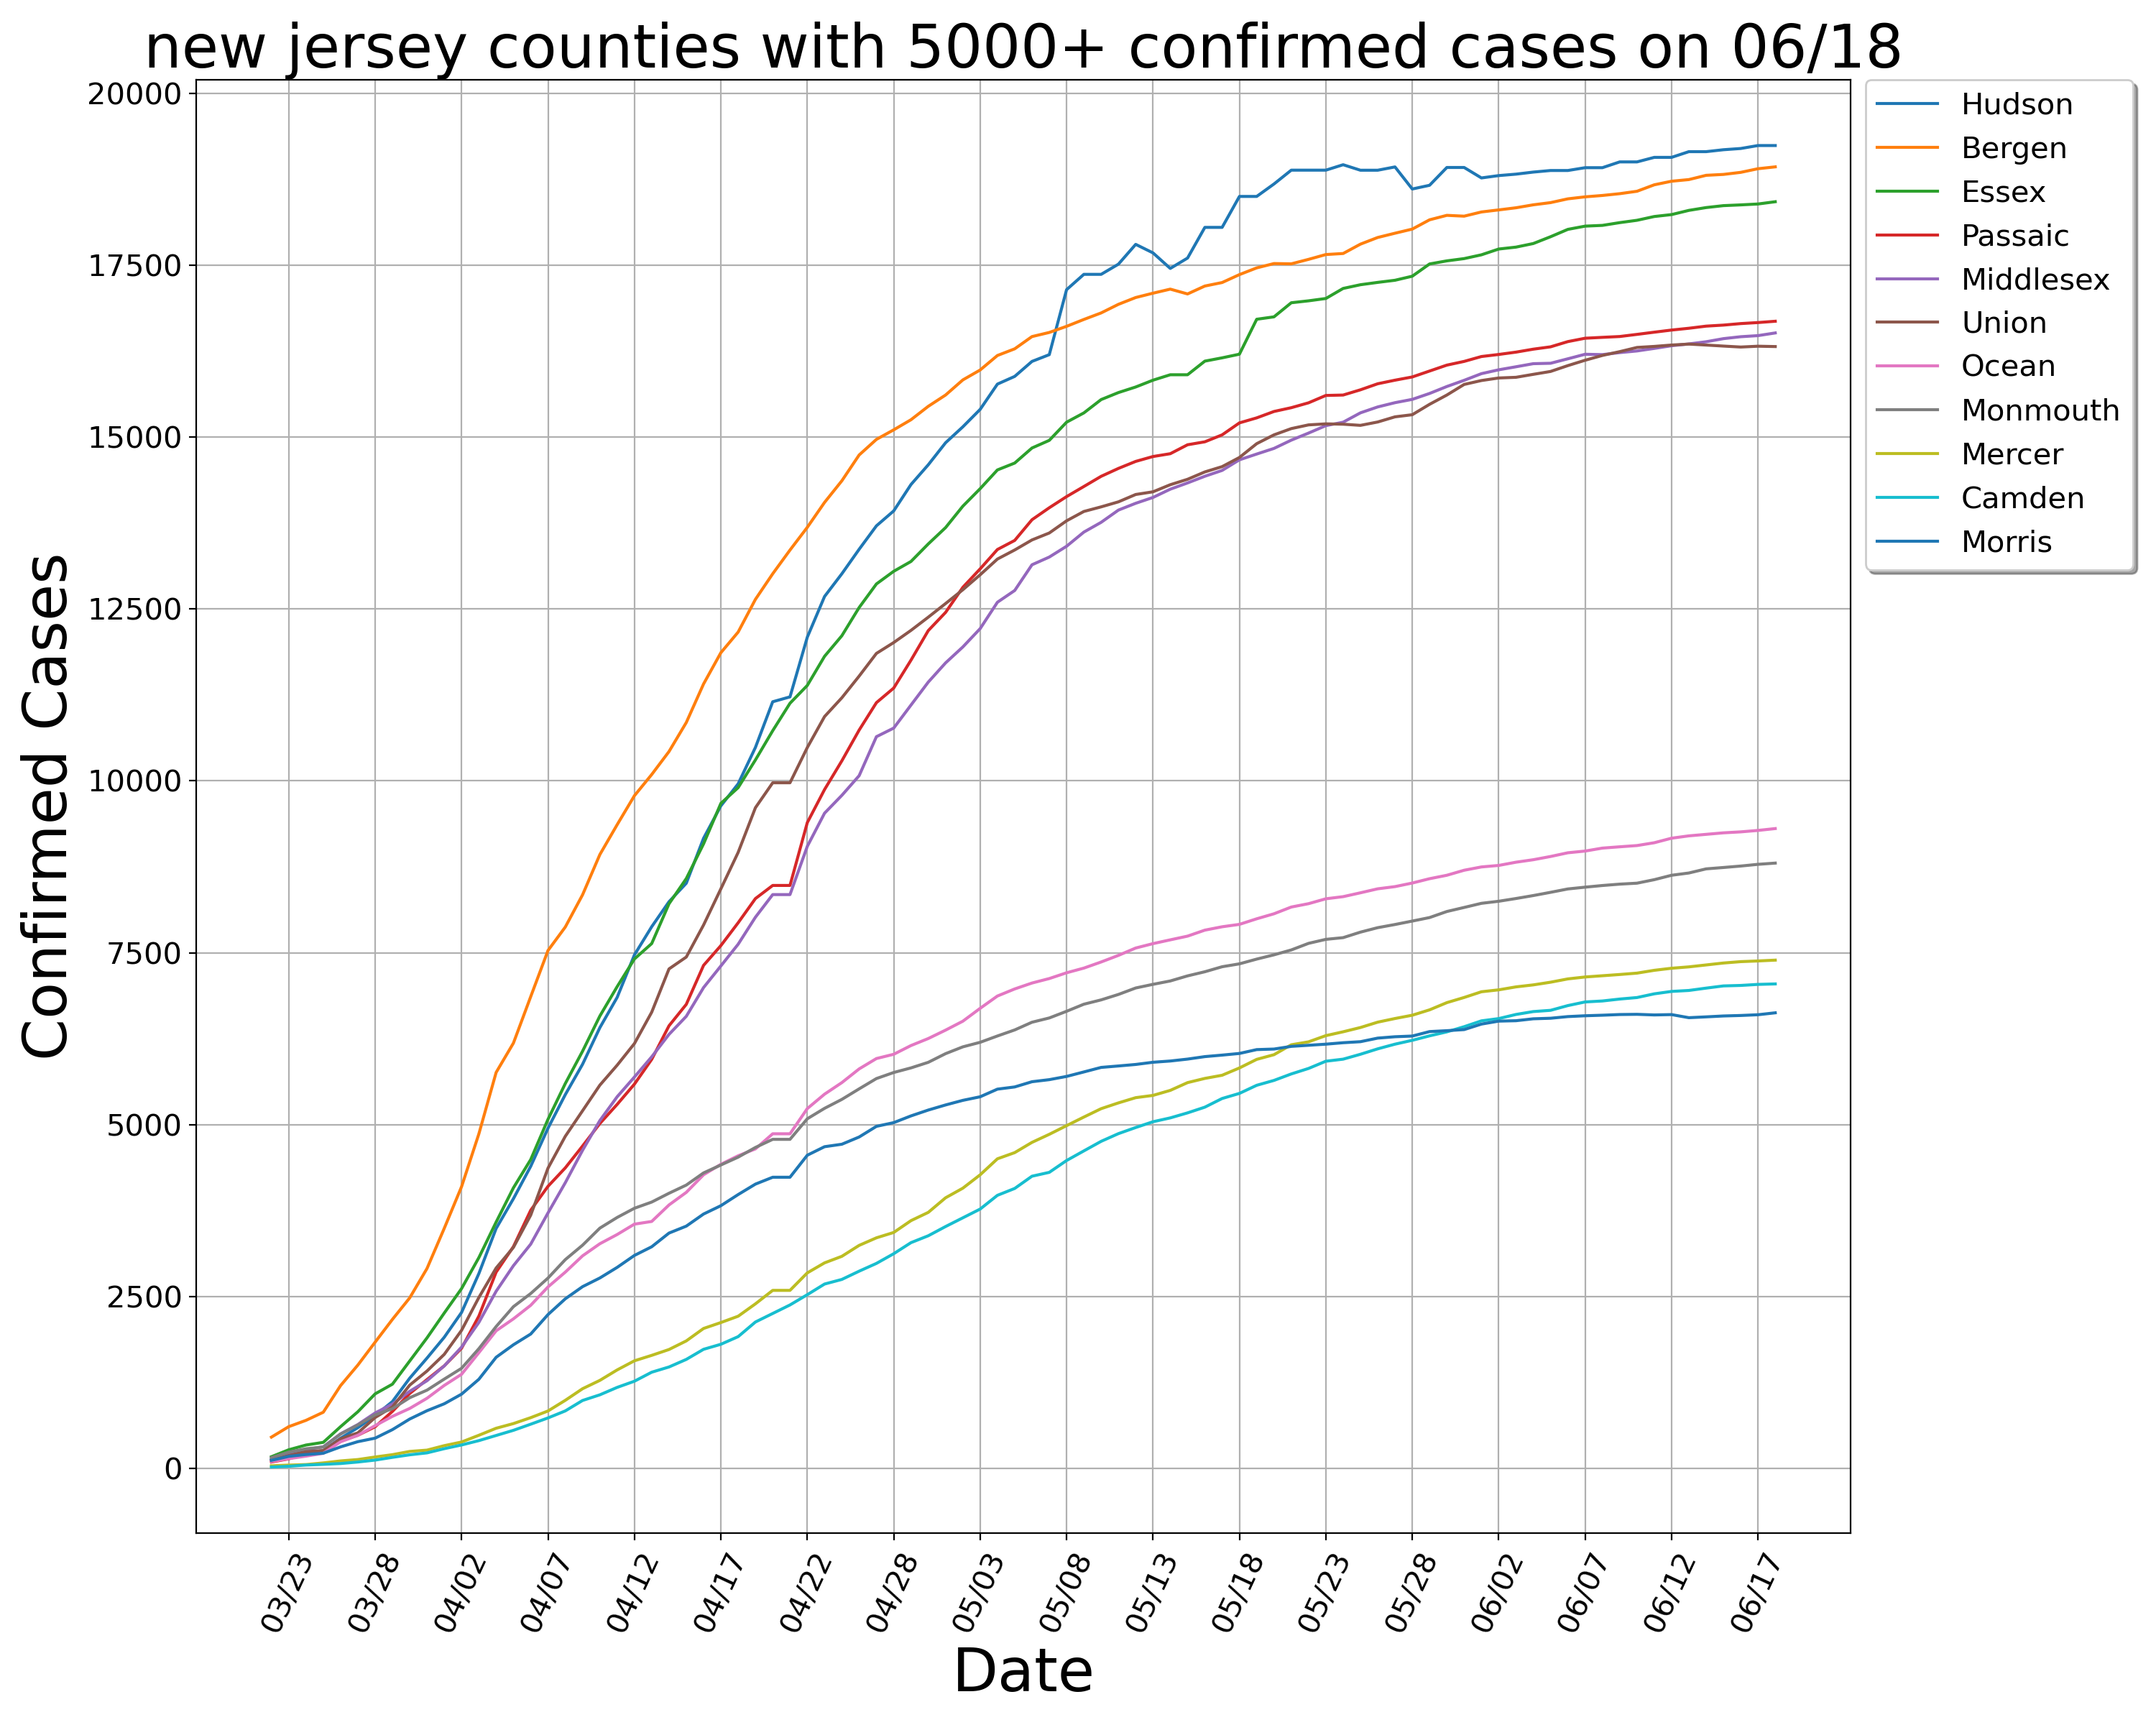 new jersey counties with 5000+ confirmed cases on 06/18
20000
17500
15000
12500
10000
7500
5000
2500
0
Confirmed Cases
03/23
03/28
04/02
04/07
04/12
04/17
04/22
04/28
05/03
05/08
05/13
05/18
05/23
05/28
06/02
06/07
06/12
06/17
Date
Hudson
Bergen
Essex
Passaic
Middlesex
Union
Ocean
Monmouth
Mercer
Camden
Morris